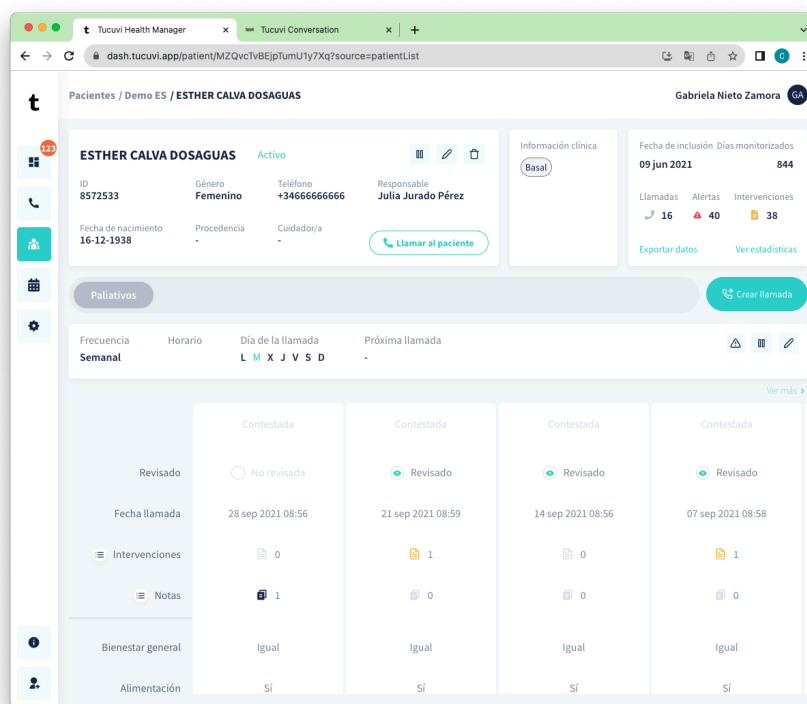 t Tucuvi Health Manager × Tucuvi Conversation × +
dash.tucuvi.app/patient/MZQvcTvBEjpTumU1y7Xq?source=patientList C
t
Pacientes / Demo ES / ESTHER CALVA DOSAGUAS
Gabriela Nieto Zamora GA
123
ESTHER CALVA DOSAGUAS Activo
ID Género Teléfono Responsable
8572533 Femenino +34666666666 Julia Jurado Pérez
Fecha de nacimiento Procedencia Cuidador/a
16-12-1938 - -
Llamar al paciente
Información clínica
Basal
Fecha de inclusión Días monitorizados
09 jun 2021 844
Llamadas Alertas Intervenciones
16 40 38
Exportar datos Ver estadísticas
Paliativos
Crear llamada
Frecuencia Horario Día de la llamada Próxima llamada
Semanal L M X J V S D -
Ver más >
Contestada Contestada Contestada Contestada
Revisado No revisada Revisado Revisado Revisado
Fecha llamada 28 sep 2021 08:56 21 sep 2021 08:59 14 sep 2021 08:56 07 sep 2021 08:58
Intervenciones 0 1 0 1
Notas 1 0 0 0
Bienestar general Igual Igual Igual Igual
Alimentación Sí Sí Sí Sí